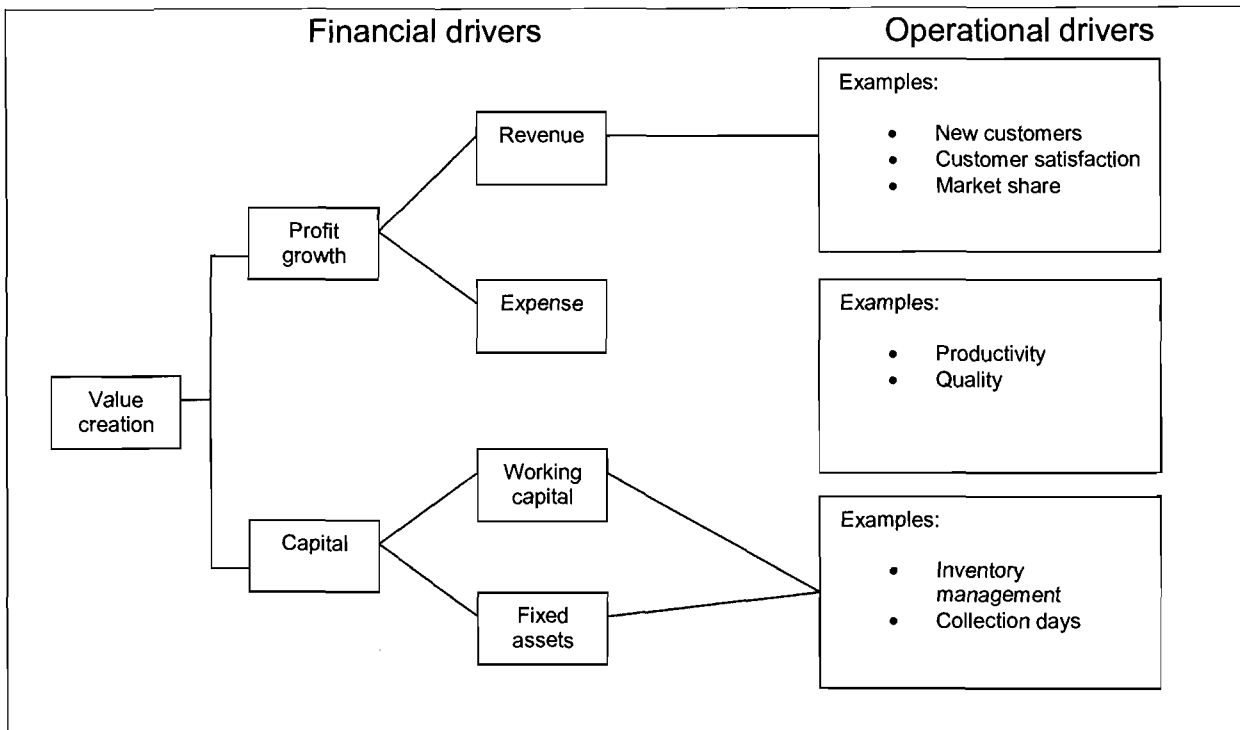 Financial drivers
Operational drivers
Value
creation
Profit
growth
Capital
Revenue
Expense
Working
capital
Fixed
assets
Examples:
• New customers
• Customer satisfaction
• Market share
Examples:
• Productivity
• Quality
Examples:
• Inventory
management
• Collection days